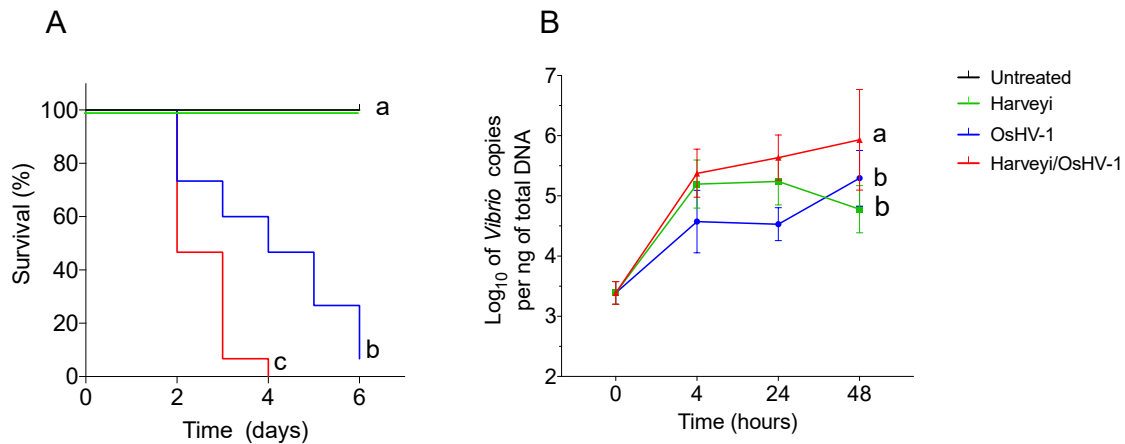 A
Survival (%)
100
80
60
40
20
0
a
b
c
0 2 4 6
Time (days)
B
Log10 of Vibrio copies
per ng of total DNA
7
6
5
4
3
2
a
b
b
0 4 24 48
Time (hours)
Untreated
Harveyi
OsHV-1
Harveyi/OsHV-1